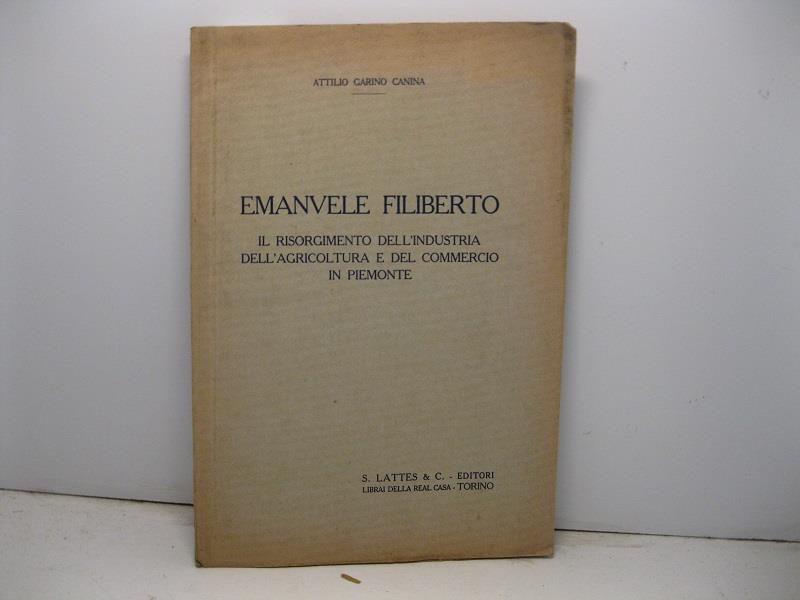 ATTILIO GARINO CANINA
EMANVELE FILIBERTO
IL RISORGIMENTO DELL'INDUSTRIA
DELL'AGRICOLTURA E DEL COMMERCIO
IN PIEMONTE
S. LATTES & C. - EDITORI
LIBRAI DELLA REAL CASA - TORINO